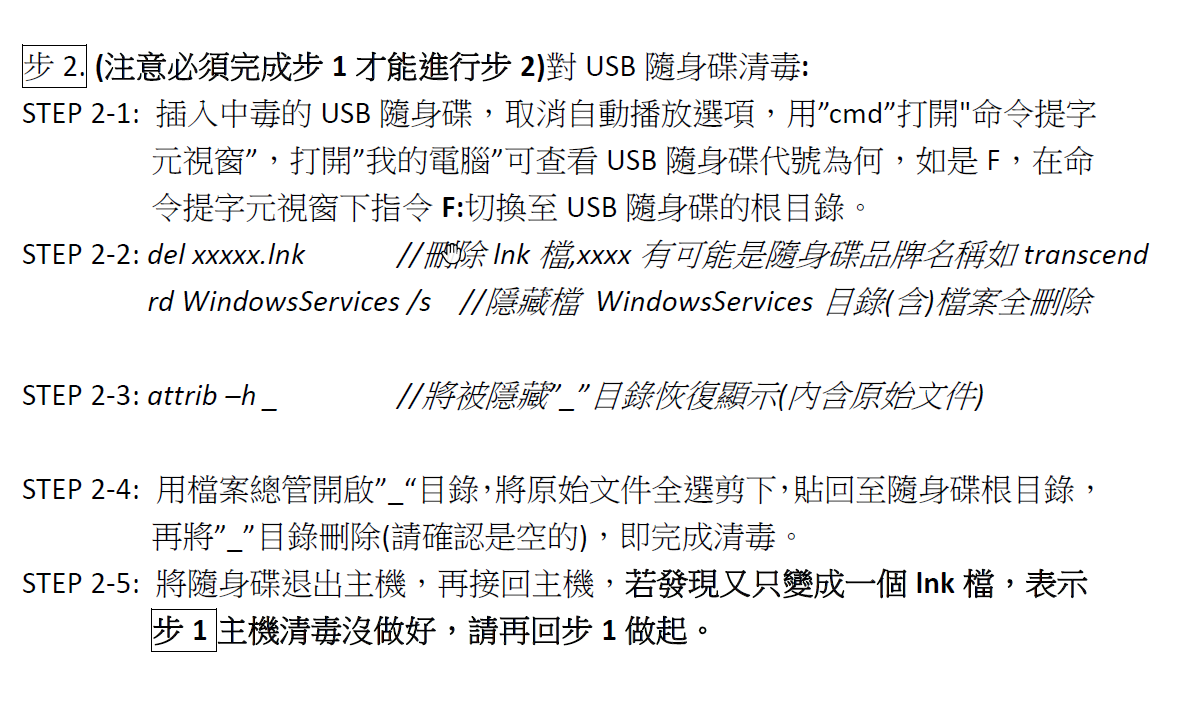 步 2. (注意必須完成步 1 才能進行步 2)對 USB 隨身碟清毒:
STEP 2-1: 插入中毒的 USB 隨身碟，取消自動播放選項，用”cmd”打開"命令提字
元視窗”，打開”我的電腦”可查看 USB 隨身碟代號為何，如是 F，在命
令提字元視窗下指令 F:切換至 USB 隨身碟的根目錄。
STEP 2-2: del xxxxx.lnk //刪除 lnk 檔,xxxx 有可能是隨身碟品牌名稱如 transcend
rd WindowsServices /s //隱藏檔 WindowsServices 目錄(含)檔案全刪除
STEP 2-3: attrib –h _ //將被隱藏”_”目錄恢復顯示(內含原始文件)
STEP 2-4: 用檔案總管開啟”_“目錄，將原始文件全選剪下，貼回至隨身碟根目錄，
再將”_”目錄刪除(請確認是空的)，即完成清毒。
STEP 2-5: 將隨身碟退出主機，再接回主機，若發現又只變成一個 lnk 檔，表示
步 1 主機清毒沒做好，請再回步 1 做起。